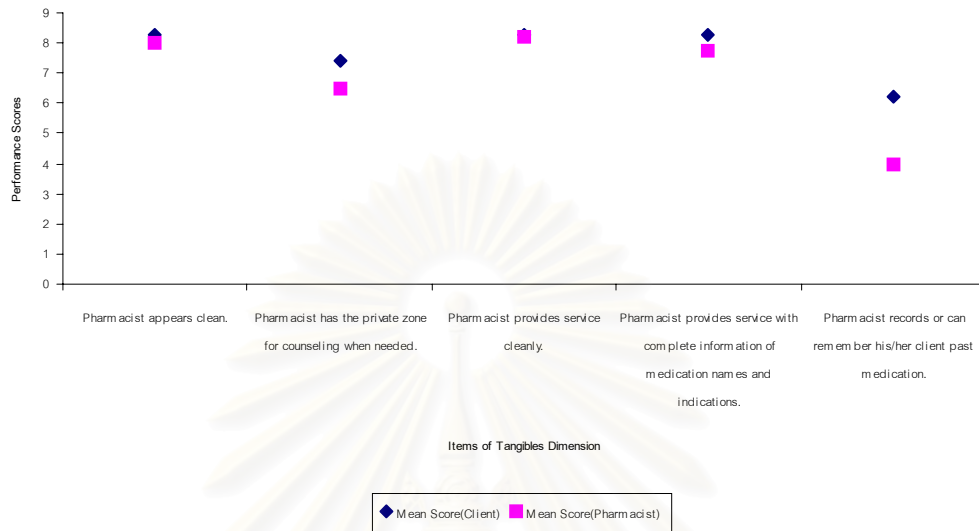 9
8
7
6
5
4
3
2
1
0
Performance Scores
Pharmacist appears clean.
Pharmacist has the private zone
for counseling when needed.
Pharmacist provides service
cleanly.
Pharmacist provides service with
complete information of
medication names and
indications.
Pharmacist records or can
remember his/her client past
medication.
Items of Tangibles Dimension
Mean Score(Client) Mean Score(Pharmacist)